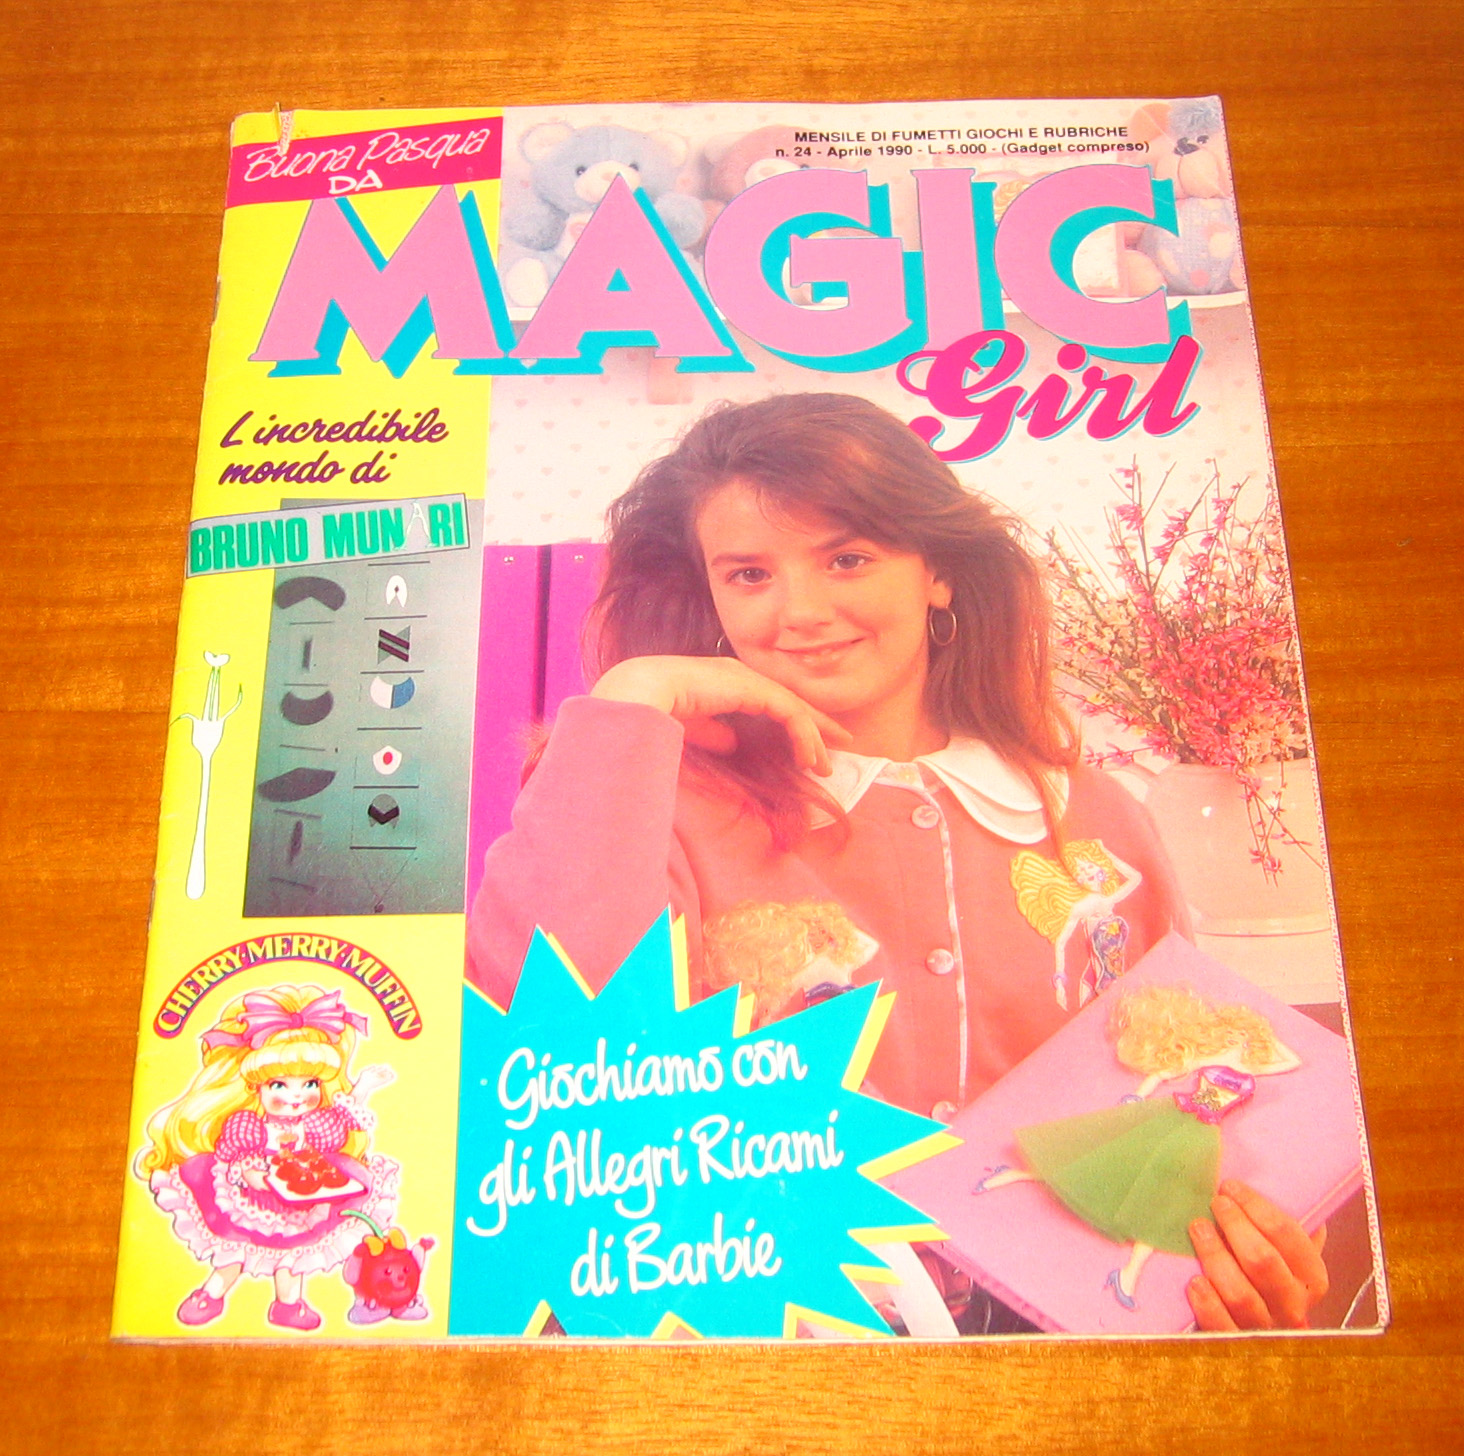 Buona Pasqua
DA
MENSILE DI FUMETTI GIOCHI E RUBRICHE
n. 24 - Aprile 1990 - L. 5.000 - (Gadget compreso)
MAGIC
Girl
L'incredibile
mondo di
BRUNO MUNARI
CHERRY·MERRY·MUFFIN
Giochiamo con
gli Allegri Ricami
di Barbie